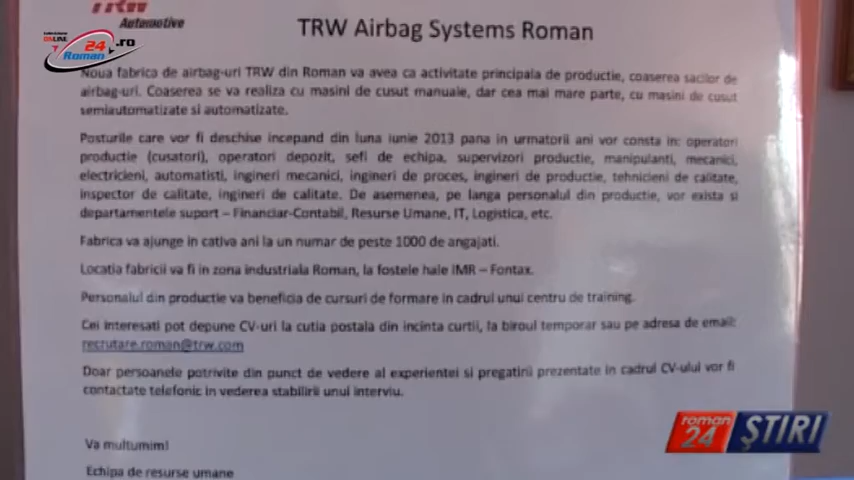 TRW
Automotive
ONLINE
Roman 24.ro
TRW Airbag Systems Roman
Noua fabrica de airbag-uri TRW din Roman va avea ca activitate principala de productie, coaserea sacilor de
airbag-uri. Coaserea se va realiza cu masini de cusut manuale, dar cea mai mare parte, cu masini de cusut
semiautomatizate si automatizate.
Posturile care vor fi deschise incepand din luna iunie 2013 pana in urmatorii ani vor consta in: operatori
productie (cusatori), operatori depozit, sefi de echipa, supervizori productie, manipulanti, mecanici,
electricieni, automatisti, ingineri mecanici, ingineri de proces, ingineri de productie, tehnicieni de calitate,
inspector de calitate, ingineri de calitate. De asemenea, pe langa personalul din productie, vor exista si
departamentele suport – Financiar-Contabil, Resurse Umane, IT, Logistica, etc.
Fabrica va ajunge in cativa ani la un numar de peste 1000 de angajati.
Locatia fabricii va fi in zona industriala Roman, la fostele hale IMR – Fontax.
Personalul din productie va beneficia de cursuri de formare in cadrul unui centru de training.
Cei interesati pot depune CV-uri la cutia postala din incinta curtii, la biroul temporar sau pe adresa de email:
recrutare.roman@trw.com
Doar persoanele potrivite din punct de vedere al experientei si pregatirii prezentate in cadrul CV-ului vor fi
contactate telefonic in vederea stabilirii unui interviu.
Va multumim!
Echipa de resurse umane
roman
24
ŞTIRI